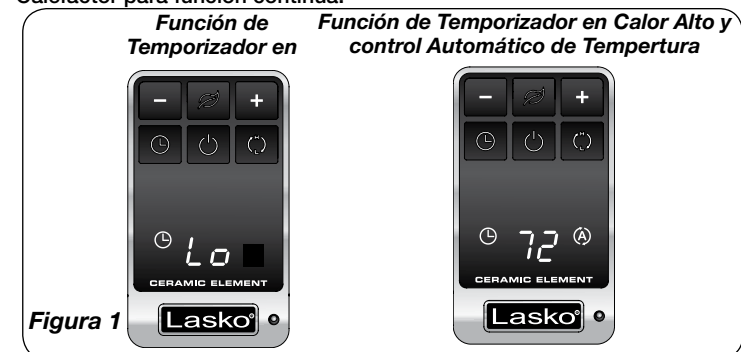 Calefactor para función continua.
Función de
Temporizador en
Función de Temporizador en Calor Alto y
control Automático de Tempertura
- +
H
L
Lo
CERAMIC ELEMENT
Lasko®
- +
H
L
72 A
CERAMIC ELEMENT
Lasko®
Figura 1